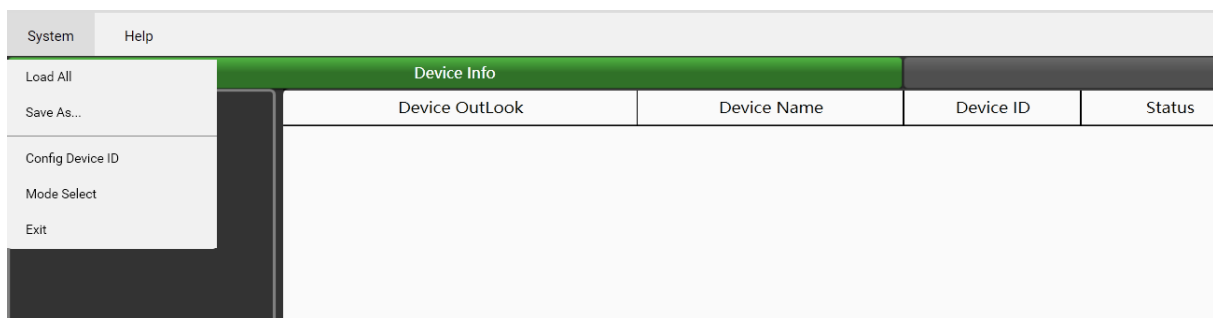 System Help
Load All
Device Info
Save As...
Device OutLook Device Name Device ID Status
Config Device ID
Mode Select
Exit